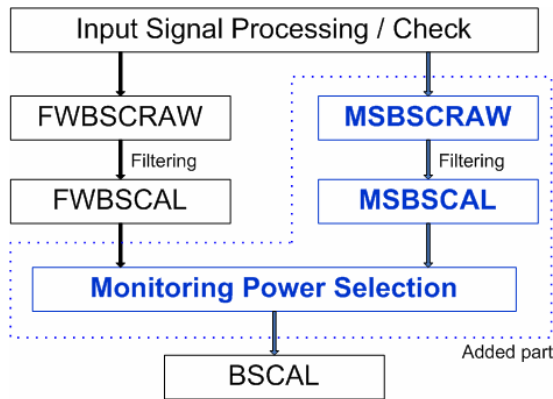 Input Signal Processing / Check
FWBSCRAW
MSBSCRAW
Filtering
Filtering
FWBSCAL
MSBSCAL
Monitoring Power Selection
Added part
BSCAL